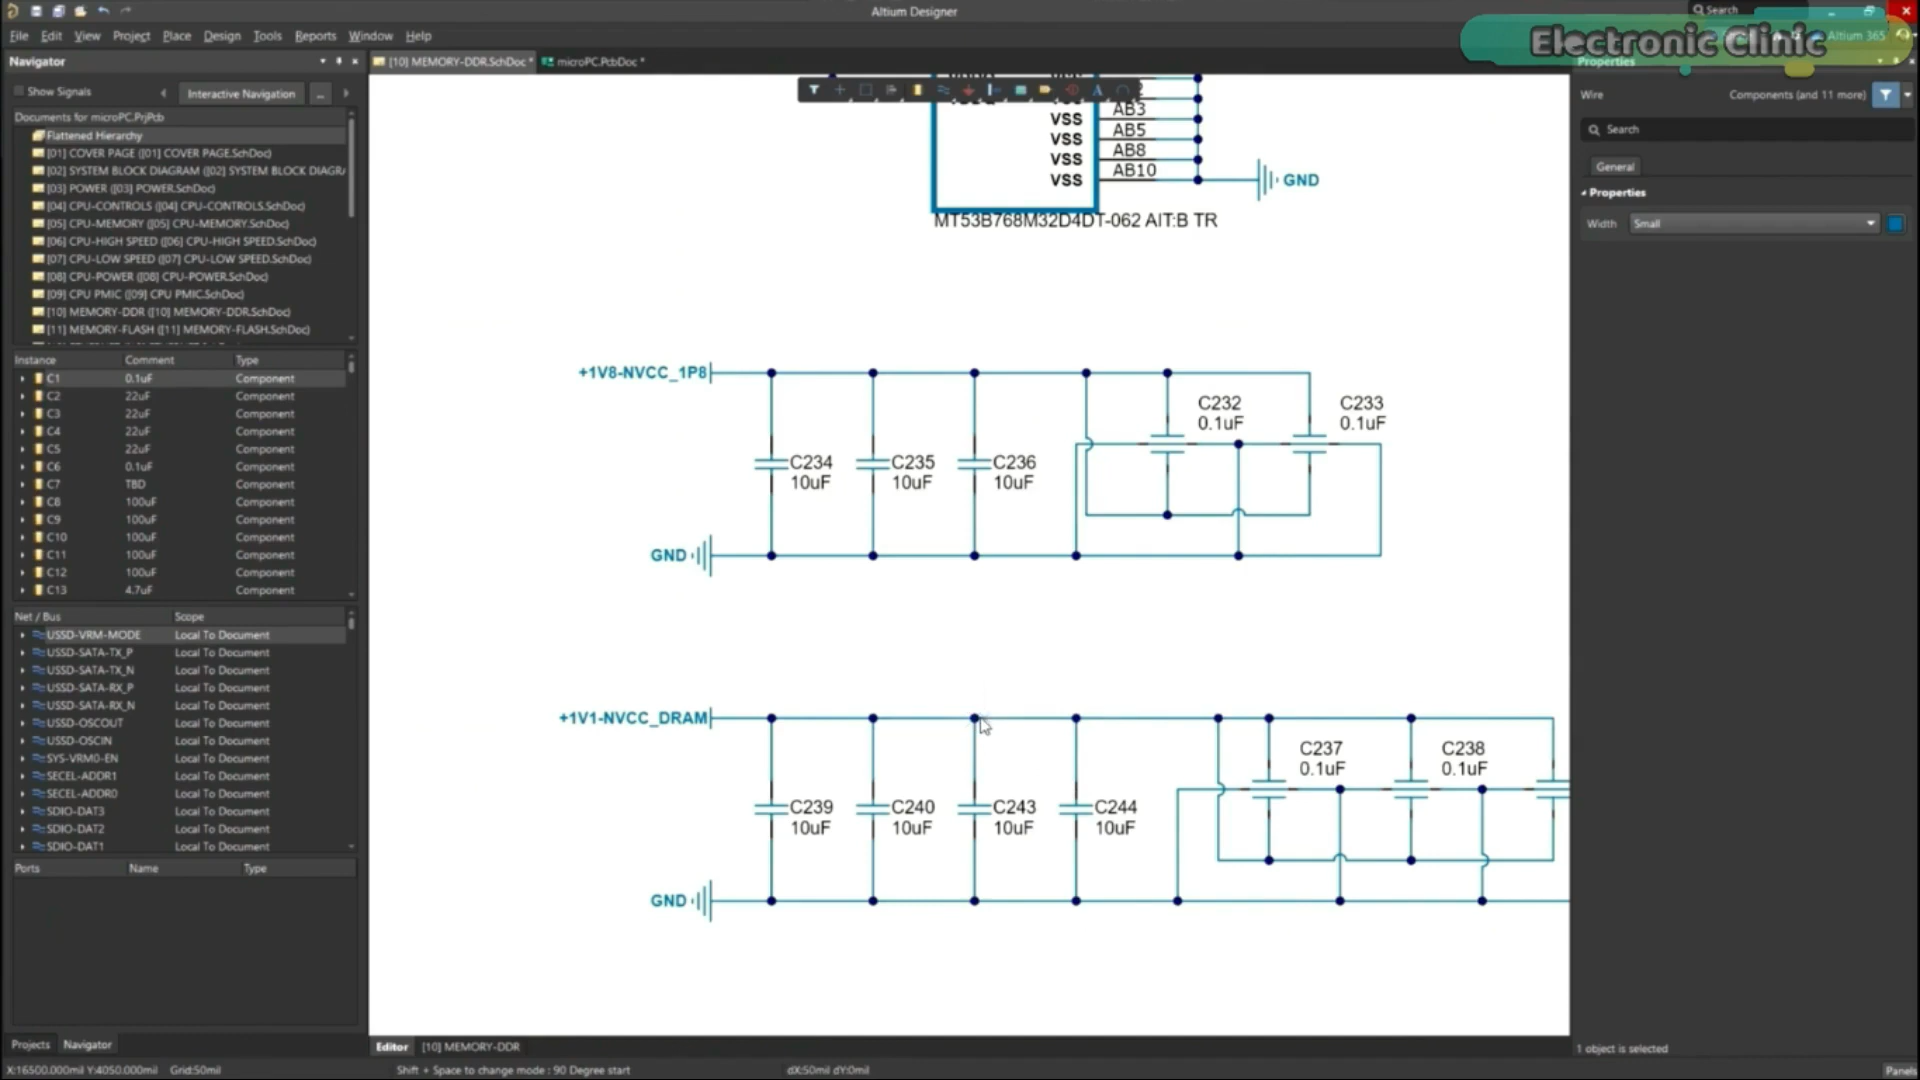 Altium Designer
Search
File Edit View Project Place Design Tools Reports Window Help
Electronic Clinic
Altium 365
Navigator
[10] MEMORY-DDR.SchDoc *
microPC.PcbDoc *
Properties
Show Signals
Interactive Navigation
...
Wire
Components (and 11 more)
Documents for microPC.PrjPcb
Search
Flattened Hierarchy
[01] COVER PAGE ([01] COVER PAGE.SchDoc)
[02] SYSTEM BLOCK DIAGRAM ([02] SYSTEM BLOCK DIAGRA
[03] POWER ([03] POWER.SchDoc)
[04] CPU-CONTROLS ([04] CPU-CONTROLS.SchDoc)
[05] CPU-MEMORY ([05] CPU-MEMORY.SchDoc)
[06] CPU-HIGH SPEED ([06] CPU-HIGH SPEED.SchDoc)
[07] CPU-LOW SPEED ([07] CPU-LOW SPEED.SchDoc)
[08] CPU-POWER ([08] CPU-POWER.SchDoc)
[09] CPU PMIC ([09] CPU PMIC.SchDoc)
[10] MEMORY-DDR ([10] MEMORY-DDR.SchDoc)
[11] MEMORY-FLASH ([11] MEMORY-FLASH.SchDoc)
General
Properties
Width Small
VSS AB3
VSS AB5
VSS AB8
VSS AB10
GND
MT53B768M32D4DT-062 AIT:B TR
Instance Comment Type
C1 0.1uF Component
C2 22uF Component
C3 22uF Component
C4 22uF Component
C5 22uF Component
C6 0.1uF Component
C7 TBD Component
C8 100uF Component
C9 100uF Component
C10 100uF Component
C11 100uF Component
C12 100uF Component
C13 4.7uF Component
+1V8-NVCC_1P8
C232
0.1uF
C233
0.1uF
C234
10uF
C235
10uF
C236
10uF
GND
Net / Bus Scope
USSD-VRM-MODE Local To Document
USSD-SATA-TX_P Local To Document
USSD-SATA-TX_N Local To Document
USSD-SATA-RX_P Local To Document
USSD-SATA-RX_N Local To Document
USSD-OSCOUT Local To Document
USSD-OSCIN Local To Document
SYS-VRM0-EN Local To Document
SECEL-ADDR1 Local To Document
SECEL-ADDR0 Local To Document
SDIO-DAT3 Local To Document
SDIO-DAT2 Local To Document
SDIO-DAT1 Local To Document
+1V1-NVCC_DRAM
C237
0.1uF
C238
0.1uF
C239
10uF
C240
10uF
C243
10uF
C244
10uF
GND
Ports Name Type
Projects Navigator
Editor [10] MEMORY-DDR
1 object is selected
X:16500.000mil Y:4050.000mil Grid:50mil
Shift + Space to change mode : 90 Degree start
dX:50mil dY:0mil
Panels